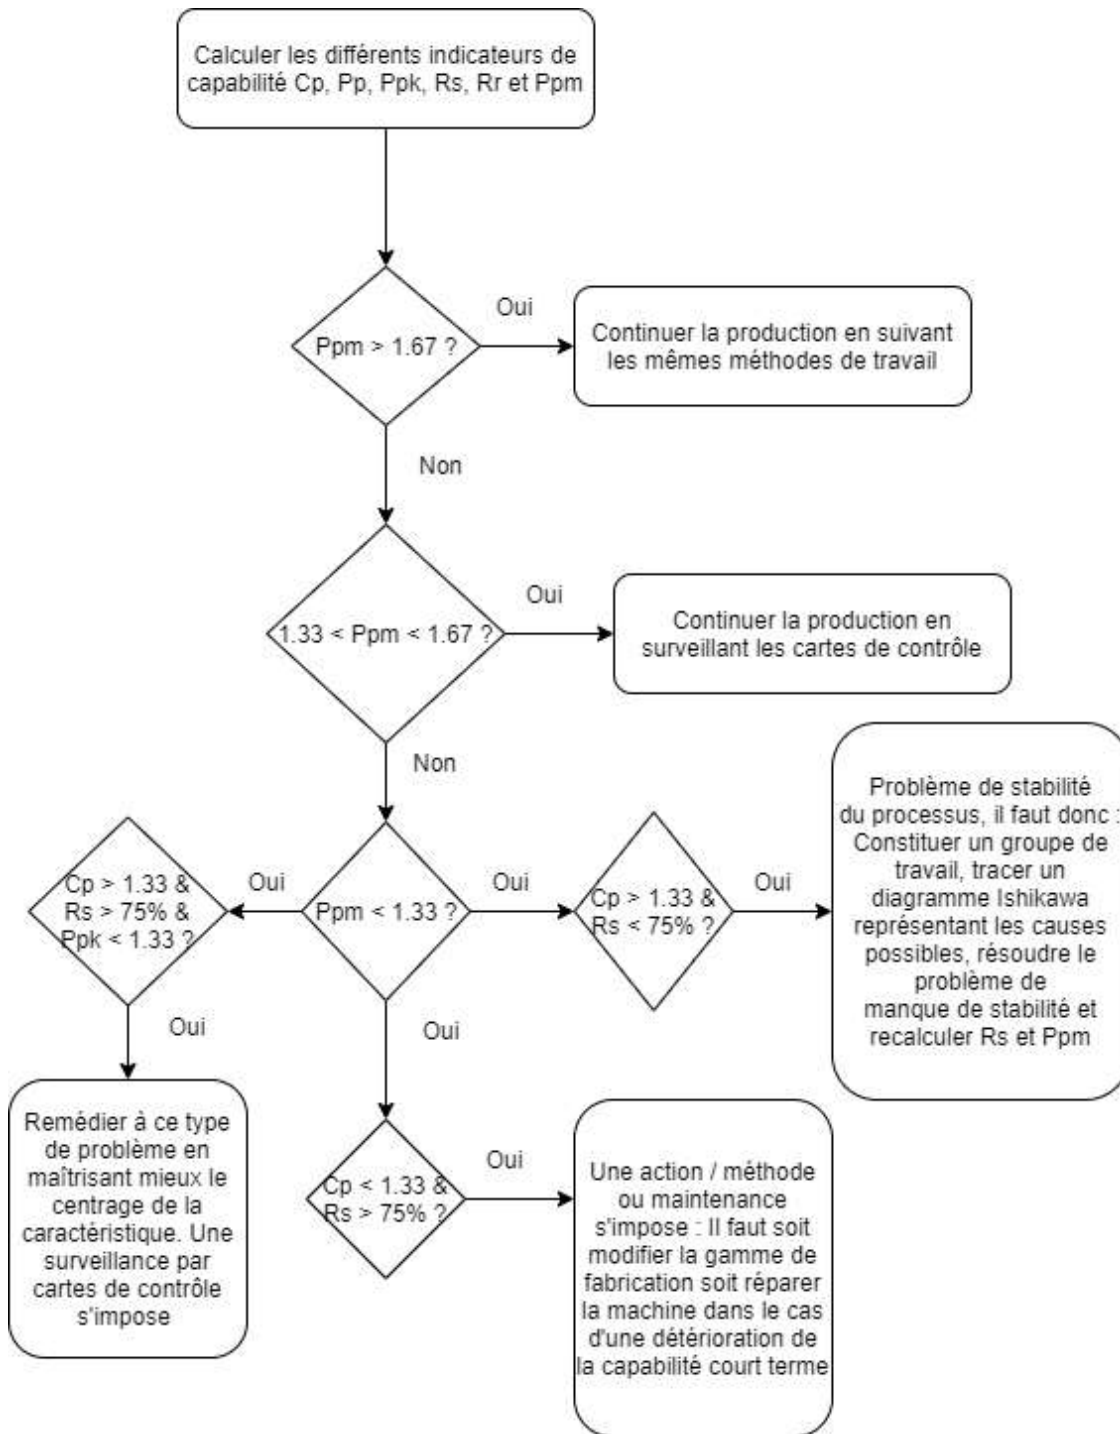 Calculer les différents indicateurs de
capabilité Cp, Pp, Ppk, Rs, Rr et Ppm
Ppm > 1.67 ?
Oui
Continuer la production en suivant
les mêmes méthodes de travail
Non
1.33 < Ppm < 1.67 ?
Oui
Continuer la production en
surveillant les cartes de contrôle
Non
Cp > 1.33 &
Rs > 75% &
Ppk < 1.33 ?
Oui
Ppm < 1.33 ?
Oui
Cp > 1.33 &
Rs < 75% ?
Oui
Problème de stabilité
du processus, il faut donc :
Constituer un groupe de
travail, tracer un
diagramme Ishikawa
représentant les causes
possibles, résoudre le
problème de
manque de stabilité et
recalculer Rs et Ppm
Oui
Oui
Remédier à ce type
de problème en
maîtrisant mieux le
centrage de la
caractéristique. Une
surveillance par
cartes de contrôle
s'impose
Cp < 1.33 &
Rs > 75% ?
Oui
Une action / méthode
ou maintenance
s'impose : Il faut soit
modifier la gamme de
fabrication soit réparer
la machine dans le cas
d'une détérioration de
la capabilité court terme